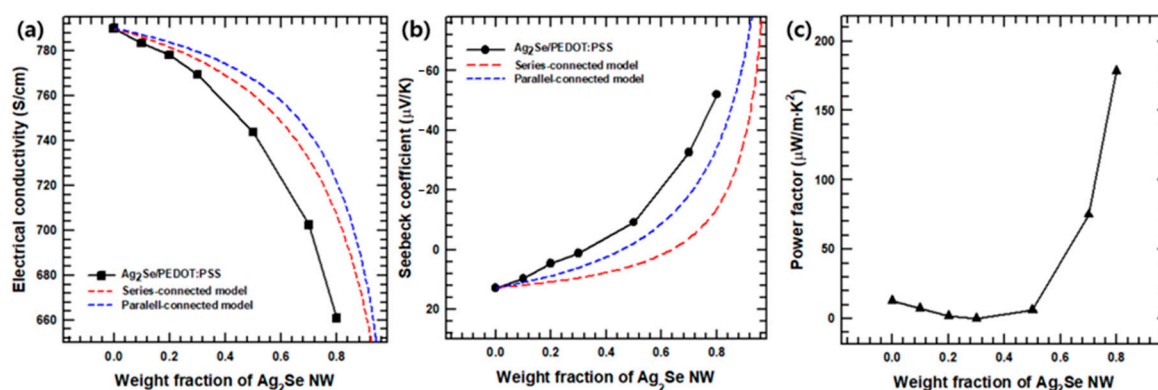 (a)
Electrical conductivity (S/cm)
780
760
740
720
700
680
660
Ag₂Se/PEDOT:PSS
Series-connected model
Paralell-connected model
0.0 0.2 0.4 0.6 0.8
Weight fraction of Ag₂Se NW
(b)
Seebeck coefficient (μV/K)
-60
-40
-20
0
20
Ag₂Se/PEDOT:PSS
Series-connected model
Parallel-connected model
0.0 0.2 0.4 0.6 0.8
Weight fraction of Ag₂Se NW
(c)
Power factor (μW/m·K²)
200
150
100
50
0
0.0 0.2 0.4 0.6 0.8
Weight fraction of Ag₂Se NW